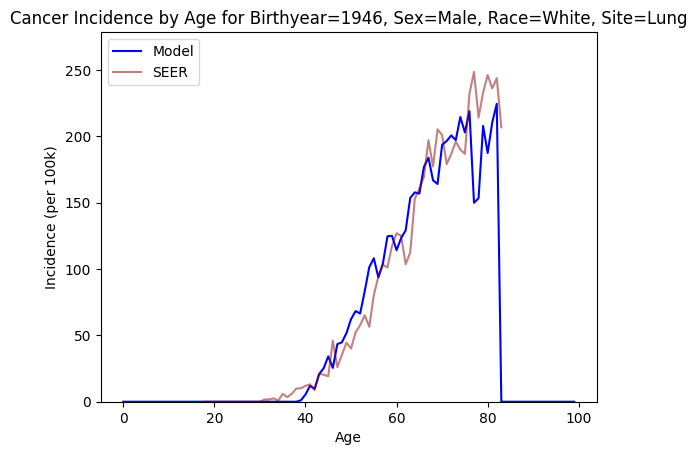 Cancer Incidence by Age for Birthyear=1946, Sex=Male, Race=White, Site=Lung
Model
SEER
Incidence (per 100k)
250
200
150
100
50
0
0 20 40 60 80 100
Age